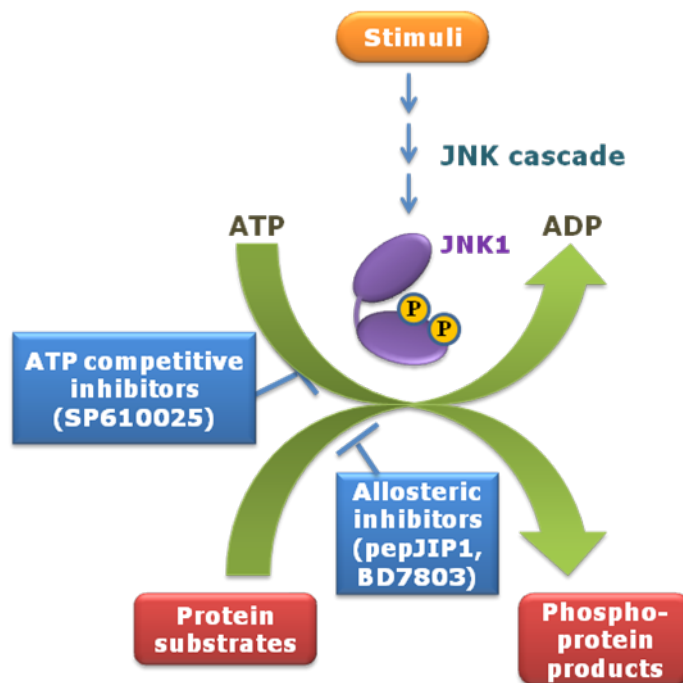 Stimuli
JNK cascade
ATP
JNK1
ADP
P
P
ATP competitive
inhibitors
(SP610025)
Allosteric
inhibitors
(pepJIP1,
BD7803)
Protein
substrates
Phospho-
protein
products